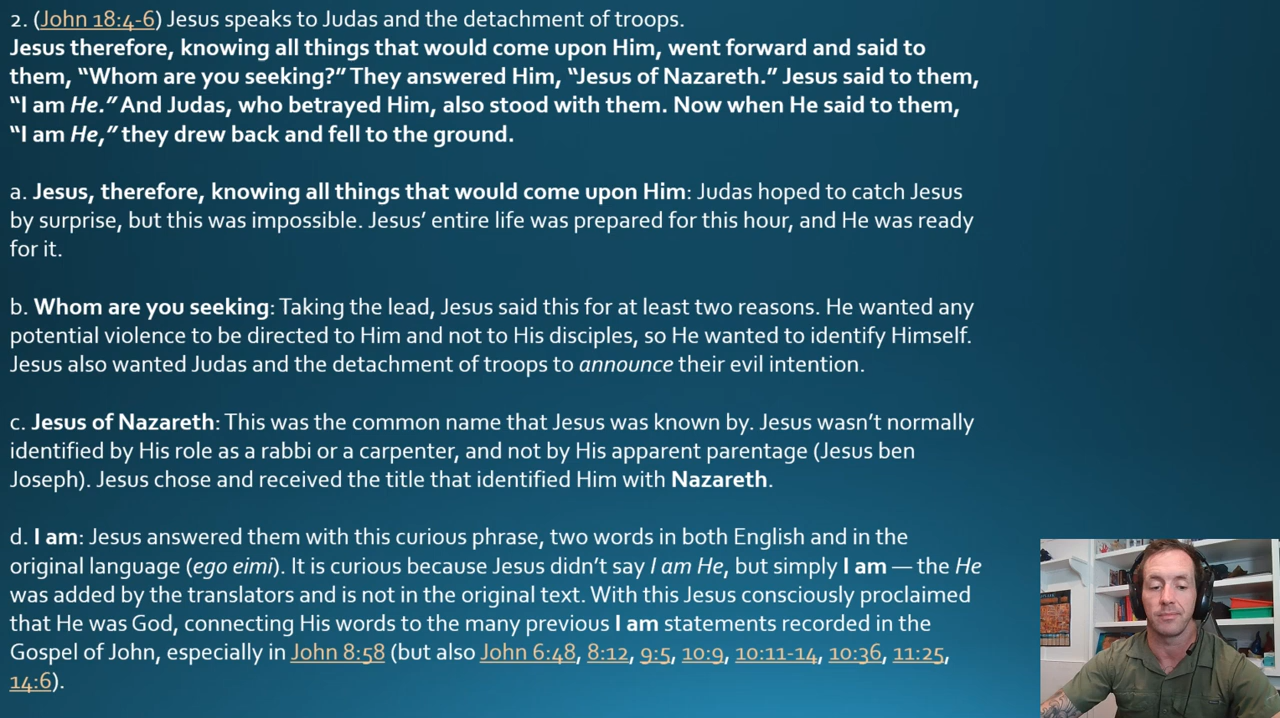 2. (John 18:4-6) Jesus speaks to Judas and the detachment of troops.
Jesus therefore, knowing all things that would come upon Him, went forward and said to
them, “Whom are you seeking?” They answered Him, “Jesus of Nazareth.” Jesus said to them,
“I am He.” And Judas, who betrayed Him, also stood with them. Now when He said to them,
“I am He,” they drew back and fell to the ground.
a. Jesus, therefore, knowing all things that would come upon Him: Judas hoped to catch Jesus
by surprise, but this was impossible. Jesus’ entire life was prepared for this hour, and He was ready
for it.
b. Whom are you seeking: Taking the lead, Jesus said this for at least two reasons. He wanted any
potential violence to be directed to Him and not to His disciples, so He wanted to identify Himself.
Jesus also wanted Judas and the detachment of troops to announce their evil intention.
c. Jesus of Nazareth: This was the common name that Jesus was known by. Jesus wasn’t normally
identified by His role as a rabbi or a carpenter, and not by His apparent parentage (Jesus ben
Joseph). Jesus chose and received the title that identified Him with Nazareth.
d. I am: Jesus answered them with this curious phrase, two words in both English and in the
original language (ego eimi). It is curious because Jesus didn’t say I am He, but simply I am — the He
was added by the translators and is not in the original text. With this Jesus consciously proclaimed
that He was God, connecting His words to the many previous I am statements recorded in the
Gospel of John, especially in John 8:58 (but also John 6:48, 8:12, 9:5, 10:9, 10:11-14, 10:36, 11:25,
14:6).